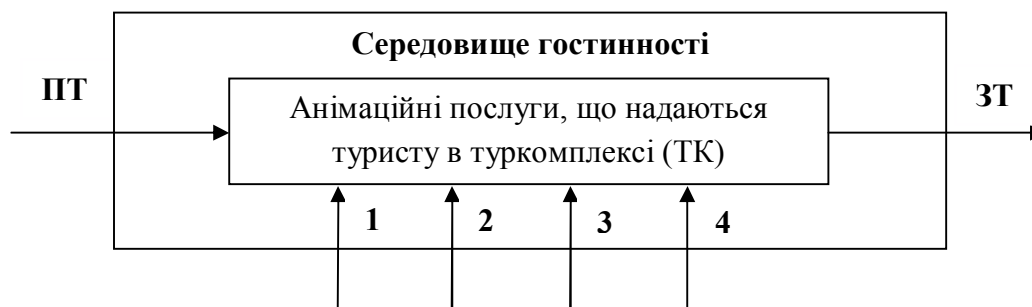 Середовище гостинності
ПТ
ЗТ
Анімаційні послуги, що надаються
туристу в туркомплексі (ТК)
1 2 3 4